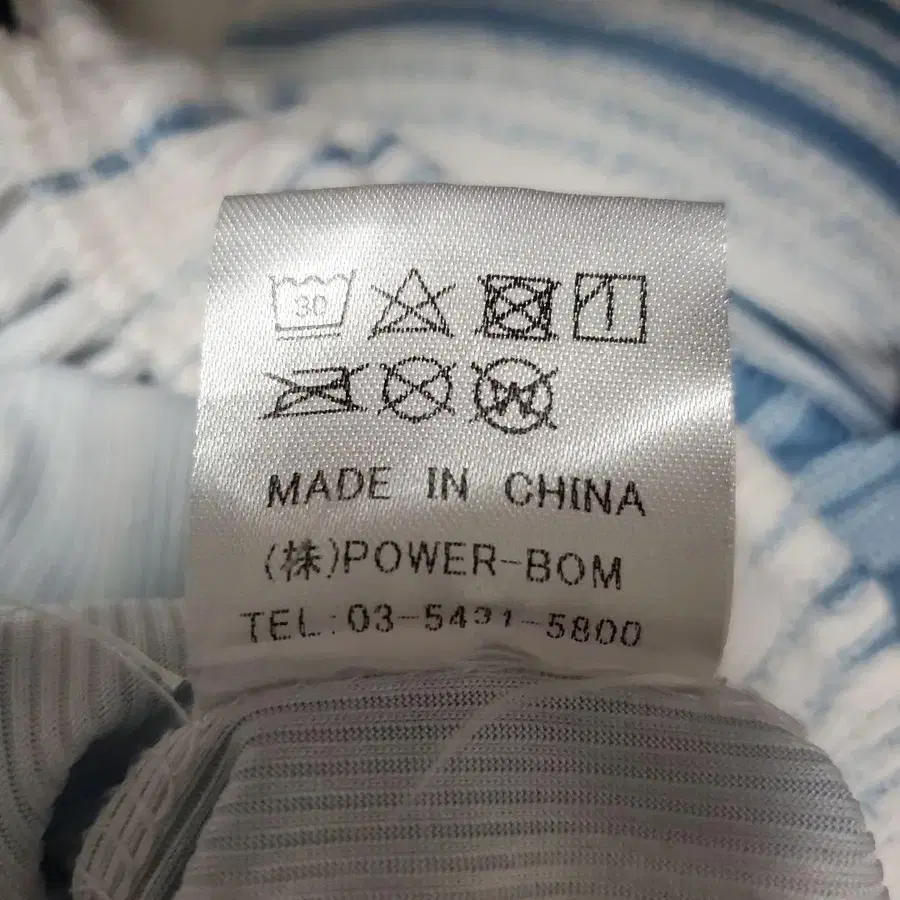 30
W
MADE IN CHINA
(株)POWER-BOM
TEL:03-5431-5800